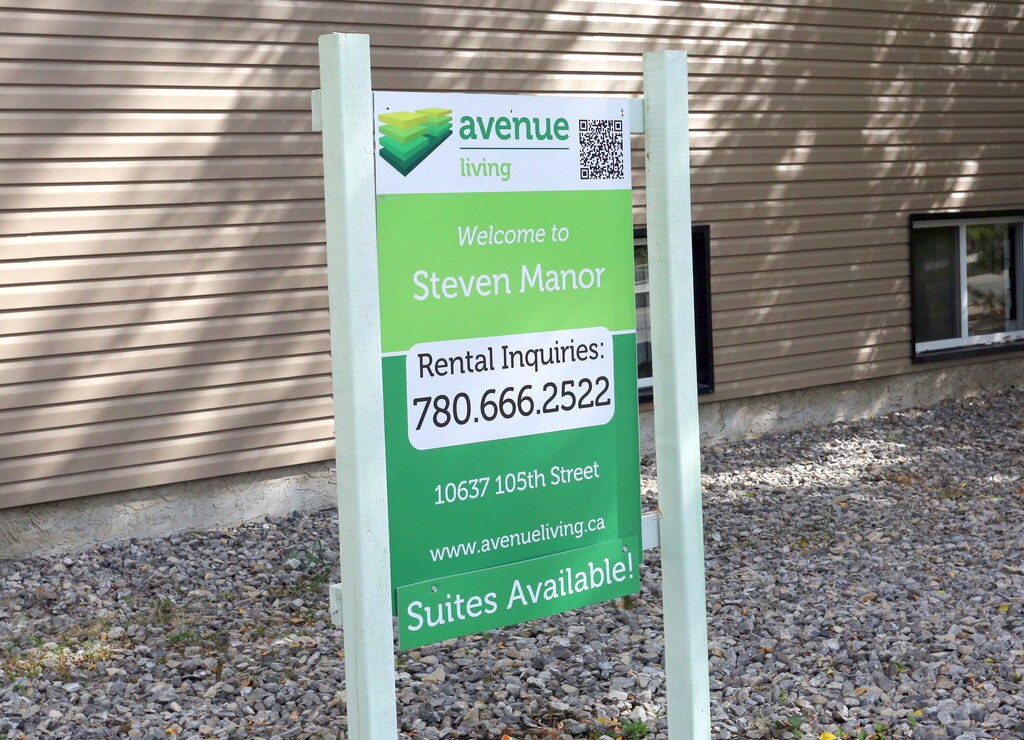 avenue
living
Welcome to
Steven Manor
Rental Inquiries:
780.666.2522
10637 105th Street
www.avenueliving.ca
Suites Available!